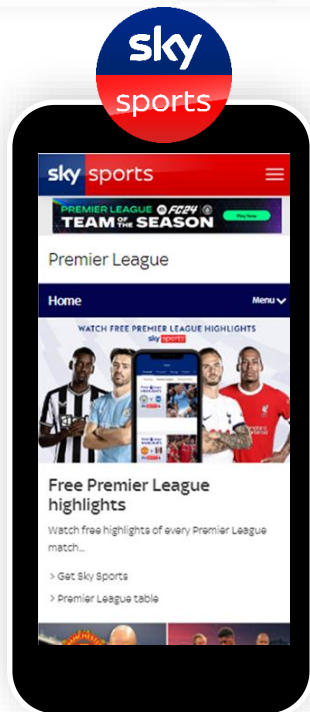 sky
sports
sky sports
PREMIER LEAGUE FC24
TEAM OF THE SEASON
Play Now
Premier League
Home Menu
WATCH FREE PREMIER LEAGUE HIGHLIGHTS
sky sports
Free Premier League
highlights
Watch free highlights of every Premier League
match...
> Get Sky Sports
> Premier League table